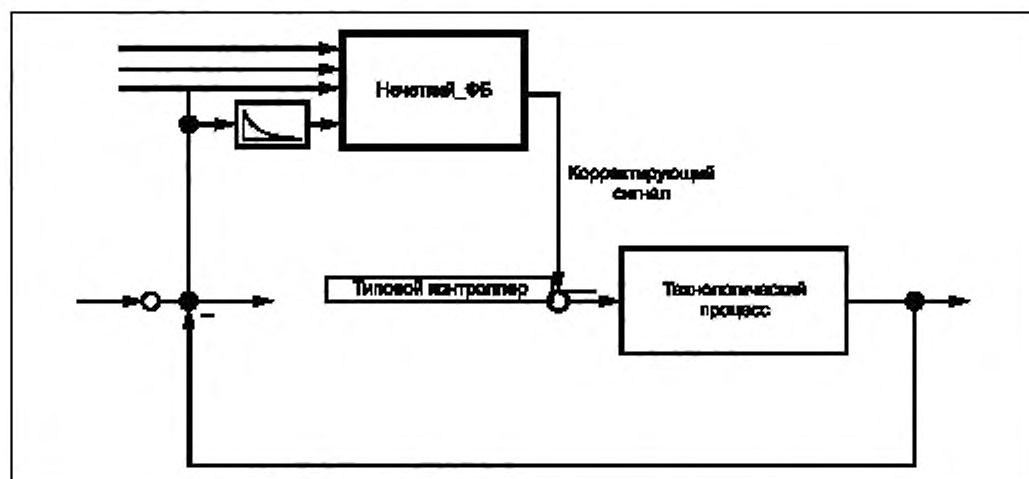 Нечеткий_ФБ
Корректирующий
сигнал
Типовой контроллер
Технологический
процесс